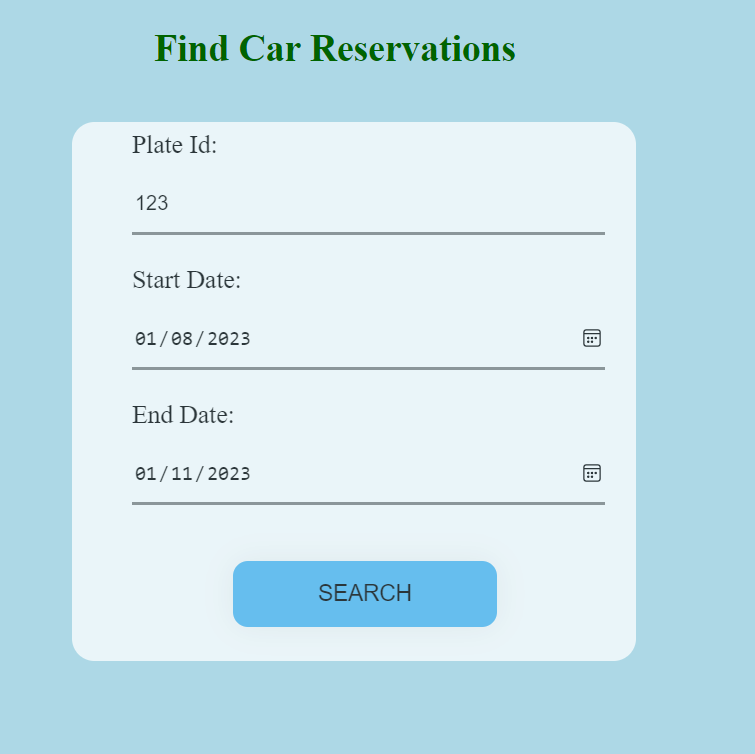 Find Car Reservations
Plate Id:
123
Start Date:
01/08/2023
End Date:
01/11/2023
SEARCH